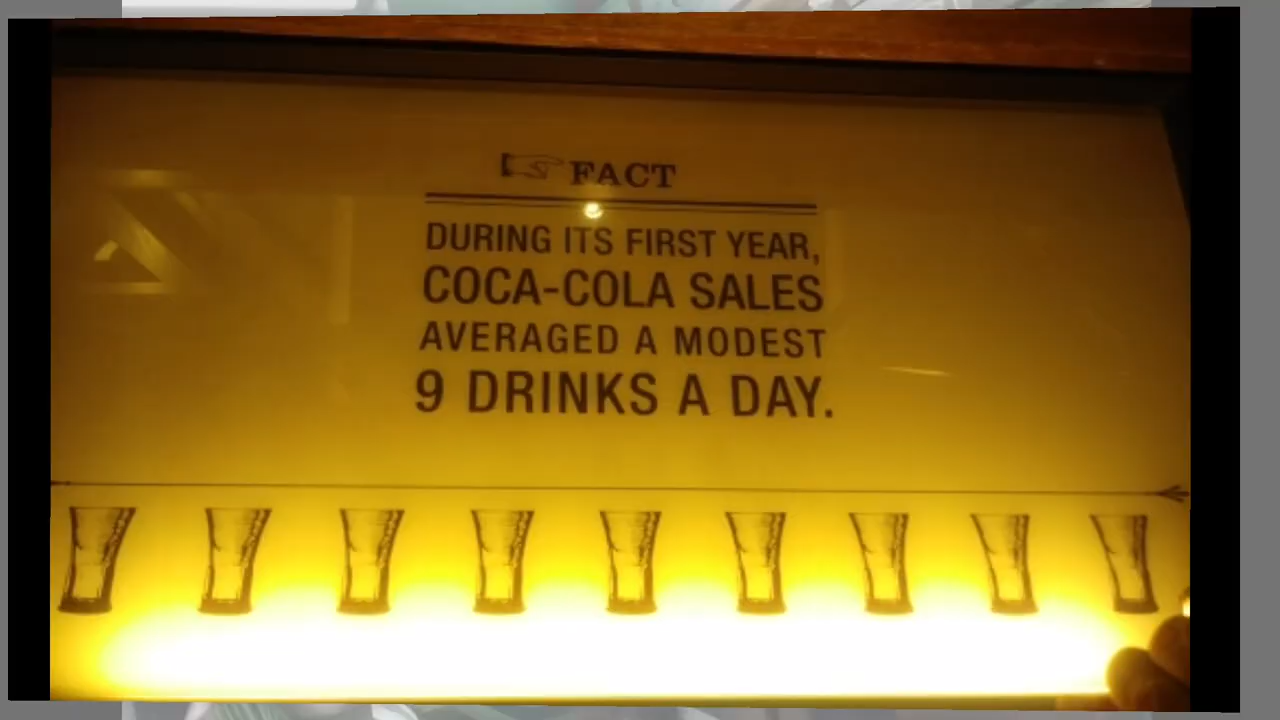 FACT
DURING ITS FIRST YEAR,
COCA-COLA SALES
AVERAGED A MODEST
9 DRINKS A DAY.